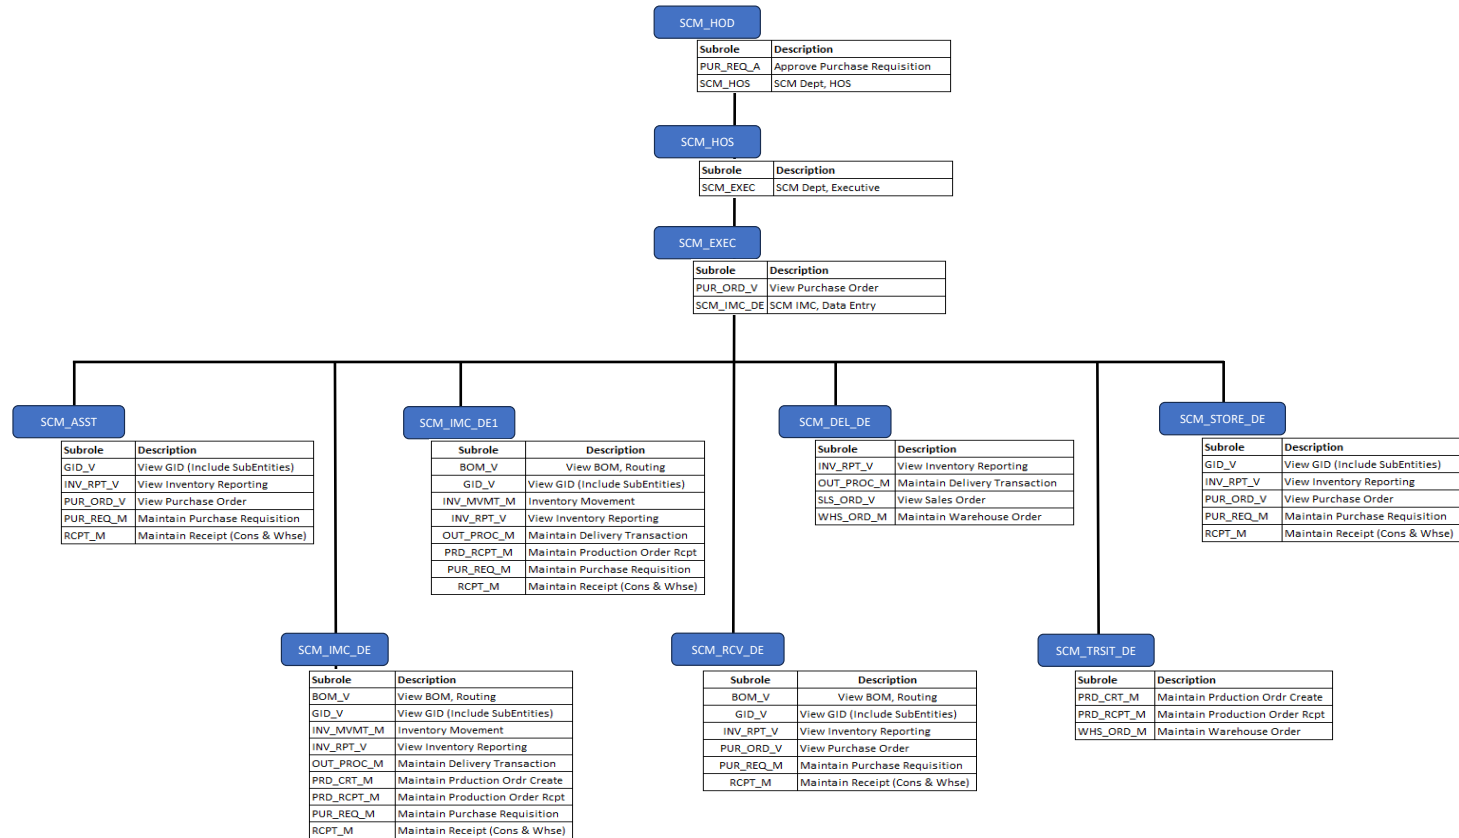 SCM_HOD
Subrole Description
PUR_REQ_A Approve Purchase Requisition
SCM_HOS SCM Dept, HOS
SCM_HOS
Subrole Description
SCM_EXEC SCM Dept, Executive
SCM_EXEC
Subrole Description
PUR_ORD_V View Purchase Order
SCM_IMC_DE SCM IMC, Data Entry
SCM_ASST
Subrole Description
GID_V View GID (Include SubEntities)
INV_RPT_V View Inventory Reporting
PUR_ORD_V View Purchase Order
PUR_REQ_M Maintain Purchase Requisition
RCPT_M Maintain Receipt (Cons & Whse)
SCM_IMC_DE1
Subrole Description
BOM_V View BOM, Routing
GID_V View GID (Include SubEntities)
INV_MVMT_M Inventory Movement
INV_RPT_V View Inventory Reporting
OUT_PROC_M Maintain Delivery Transaction
PRD_RCPT_M Maintain Production Order Rcpt
PUR_REQ_M Maintain Purchase Requisition
RCPT_M Maintain Receipt (Cons & Whse)
SCM_DEL_DE
Subrole Description
INV_RPT_V View Inventory Reporting
OUT_PROC_M Maintain Delivery Transaction
SLS_ORD_V View Sales Order
WHS_ORD_M Maintain Warehouse Order
SCM_STORE_DE
Subrole Description
GID_V View GID (Include SubEntities)
INV_RPT_V View Inventory Reporting
PUR_ORD_V View Purchase Order
PUR_REQ_M Maintain Purchase Requisition
RCPT_M Maintain Receipt (Cons & Whse)
SCM_IMC_DE
Subrole Description
BOM_V View BOM, Routing
GID_V View GID (Include SubEntities)
INV_MVMT_M Inventory Movement
INV_RPT_V View Inventory Reporting
OUT_PROC_M Maintain Delivery Transaction
PRD_CRT_M Maintain Prduction Ordr Create
PRD_RCPT_M Maintain Production Order Rcpt
PUR_REQ_M Maintain Purchase Requisition
RCPT_M Maintain Receipt (Cons & Whse)
SCM_RCV_DE
Subrole Description
BOM_V View BOM, Routing
GID_V View GID (Include SubEntities)
INV_RPT_V View Inventory Reporting
PUR_ORD_V View Purchase Order
PUR_REQ_M Maintain Purchase Requisition
RCPT_M Maintain Receipt (Cons & Whse)
SCM_TRSIT_DE
Subrole Description
PRD_CRT_M Maintain Prduction Ordr Create
PRD_RCPT_M Maintain Production Order Rcpt
WHS_ORD_M Maintain Warehouse Order